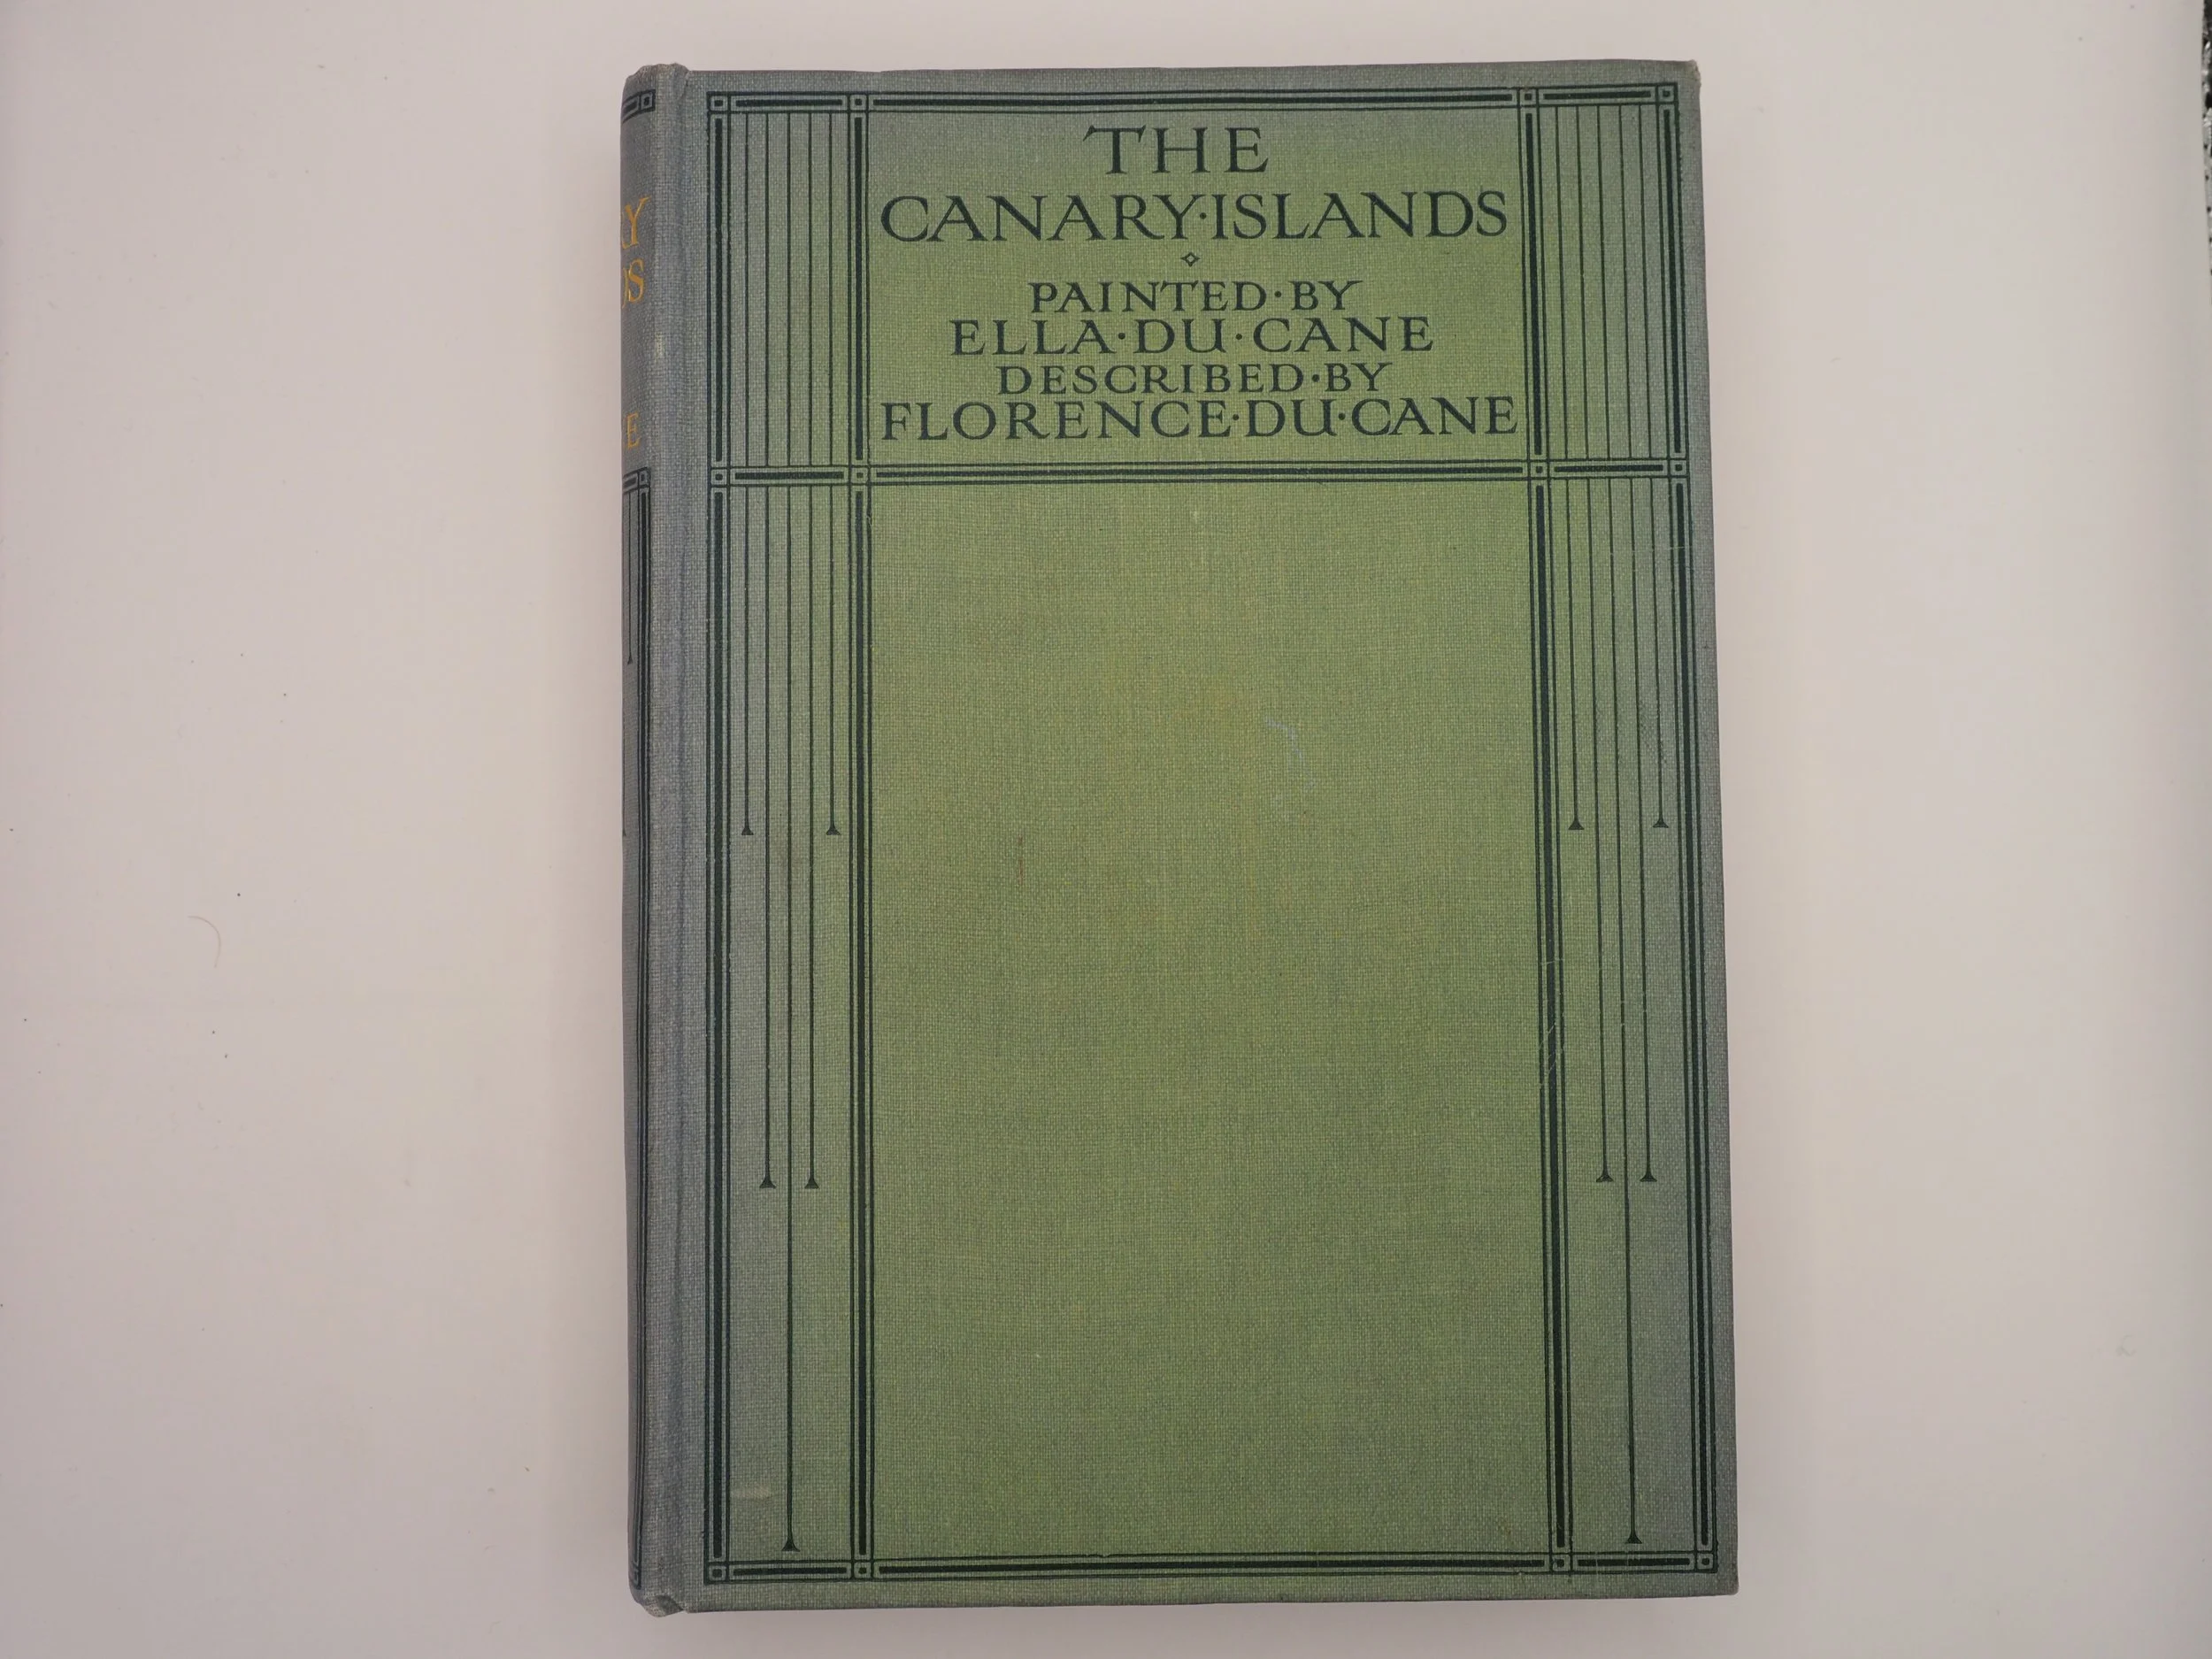 THE
CANARY·ISLANDS
PAINTED·BY
ELLA·DU·CANE
DESCRIBED·BY
FLORENCE·DU·CANE